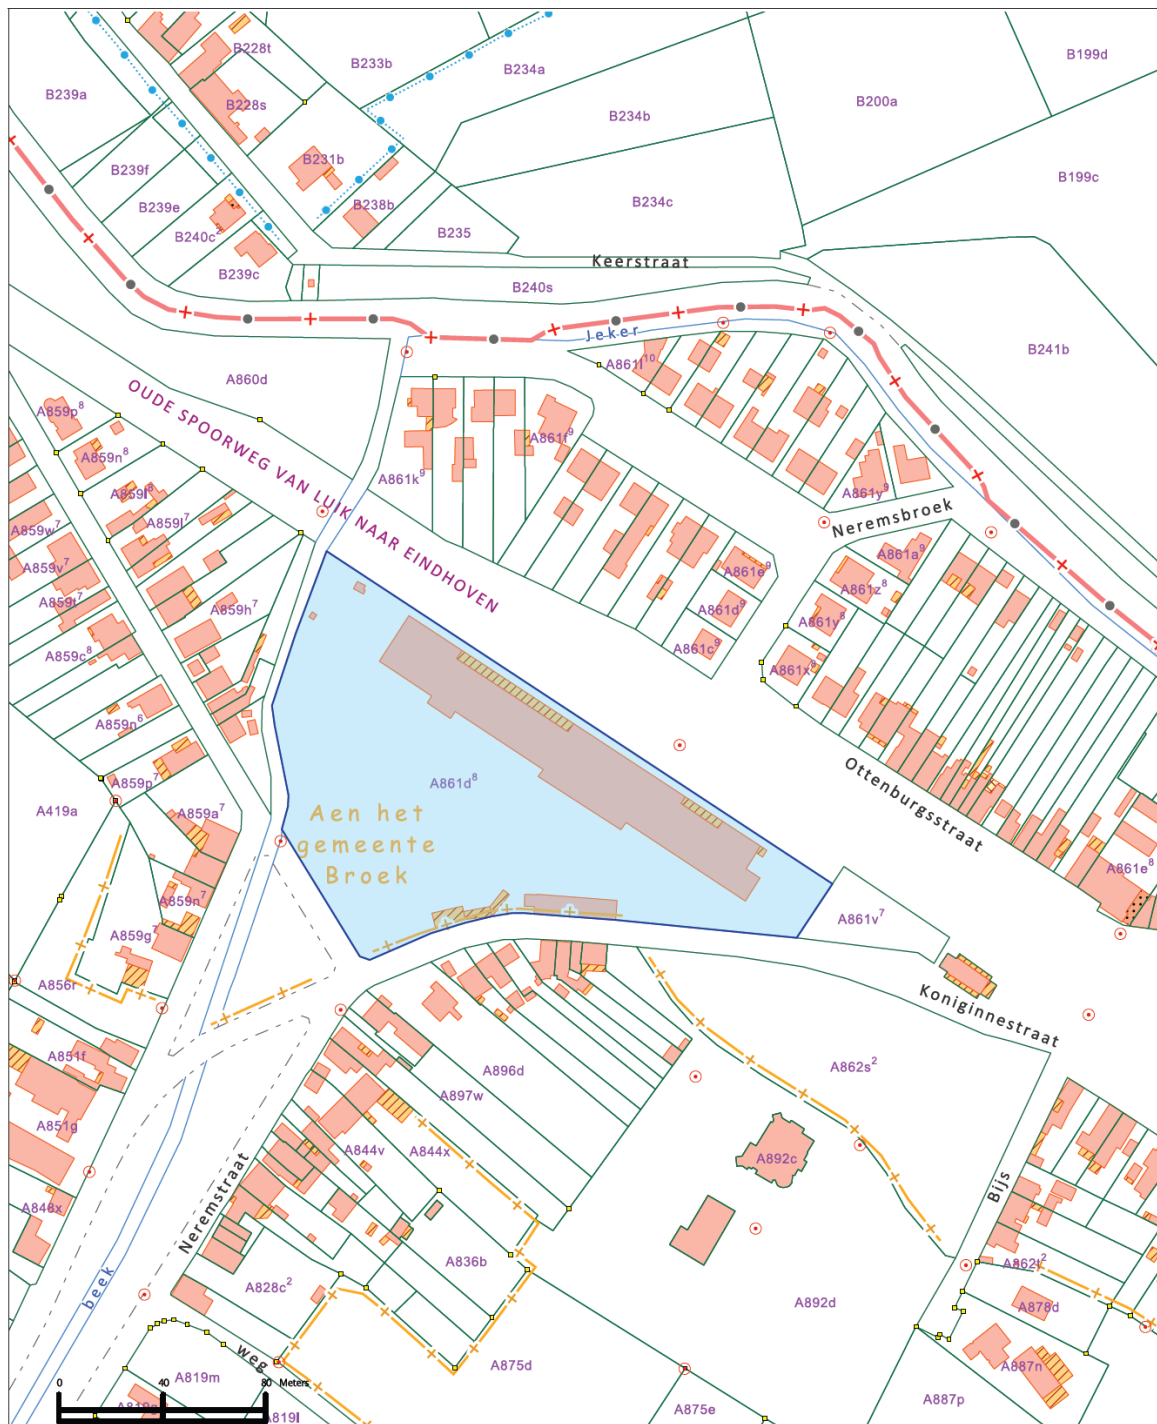 B228t
B233b
B234a
B199d
B239a
B228s
B234b
B200a
B239f
B231b
B199c
B239e
B238b
B234c
B240c²
B235
B239c
Keerstraat
B240s
Jeker
B241b
A861l¹⁰
A860d
OUDE SPOORWEG VAN LUIK NAAR EINDHOVEN
A859p⁸
A861f⁹
A859n⁸
A861k⁹
A859l⁸
A861y⁹
A859w⁷
A859l⁷
Neremsbroek
A859v⁷
A861a⁹
A861e⁹
A861z⁸
A859t⁷
A859h⁷
A861d⁹
A861y⁸
A859c⁸
A861c⁹
A861x⁸
A859n⁶
A859p⁷
A861d⁸
Ottenburgsstraat
A419a
A859a⁷
Aen het
gemeente
Broek
A861e⁸
A859n⁷
A859g⁷
A861v⁷
A856r
Koniginnestraat
A851f
A896d
A862s²
A897w
A851g
A844v
A844x
A892c
A848x
Neremstraat
Bijs
A836b
A862t²
A828c²
beek
A892d
A878d
weg
A875d
A887n
A819m
0 40 80 Meters
A887p
A875e
A819l